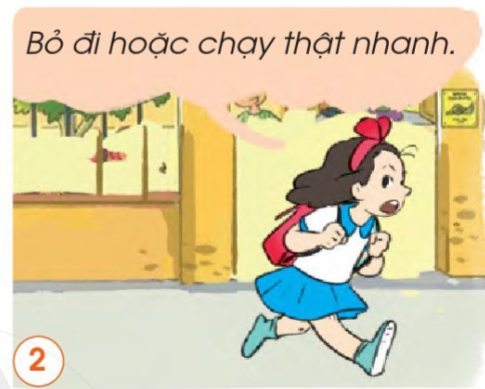 Bỏ đi hoặc chạy thật nhanh.
2